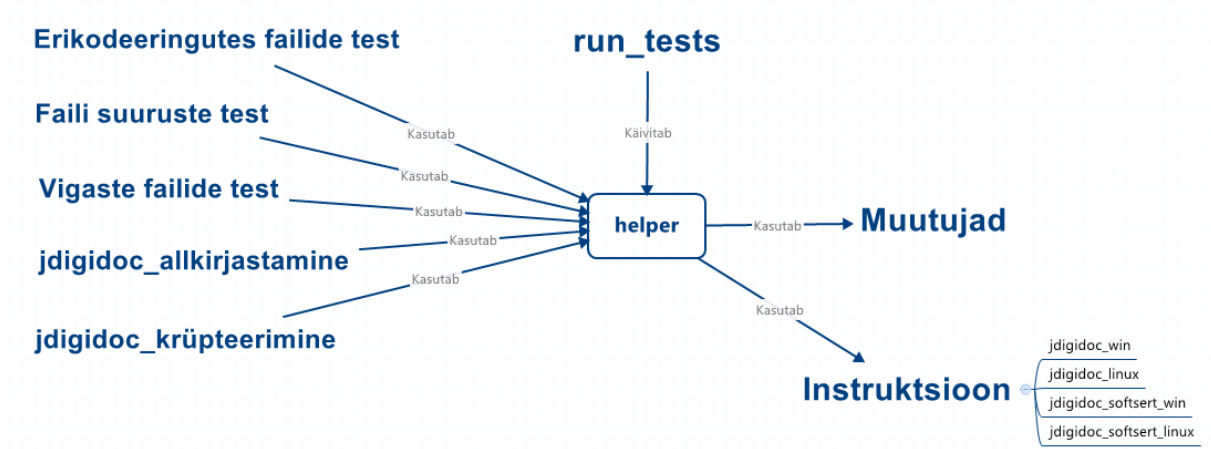 Erikodeeringutes failide test
run_tests
Faili suuruste test
Kasutab
Käivitab
Kasutab
Vigaste failide test
Kasutab
helper
Kasutab
Muutujad
jdigidoc_allkirjastamine
Kasutab
Kasutab
jdigidoc_krüpteerimine
Kasutab
Instruktsioon
jdigidoc_win
jdigidoc_linux
jdigidoc_softsert_win
jdigidoc_softsert_linux